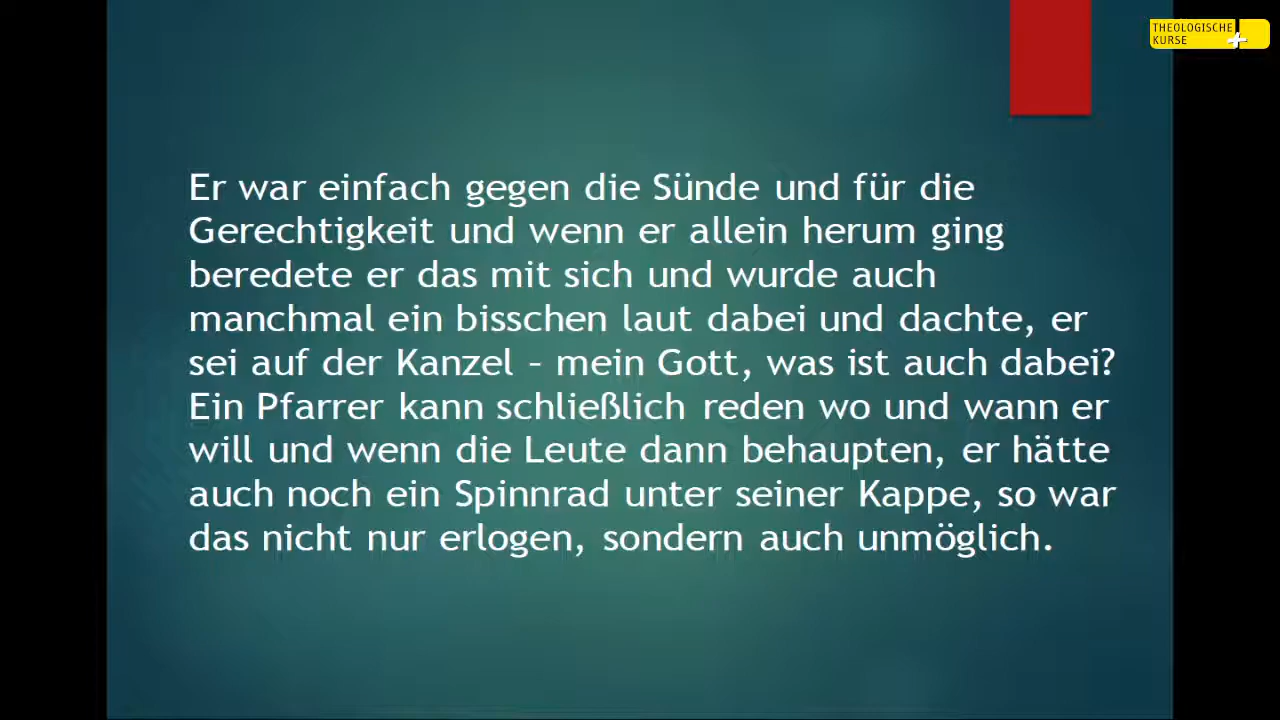 THEOLOGISCHE
KURSE
Er war einfach gegen die Sünde und für die
Gerechtigkeit und wenn er allein herum ging
beredete er das mit sich und wurde auch
manchmal ein bisschen laut dabei und dachte, er
sei auf der Kanzel – mein Gott, was ist auch dabei?
Ein Pfarrer kann schließlich reden wo und wann er
will und wenn die Leute dann behaupten, er hätte
auch noch ein Spinnrad unter seiner Kappe, so war
das nicht nur erlogen, sondern auch unmöglich.